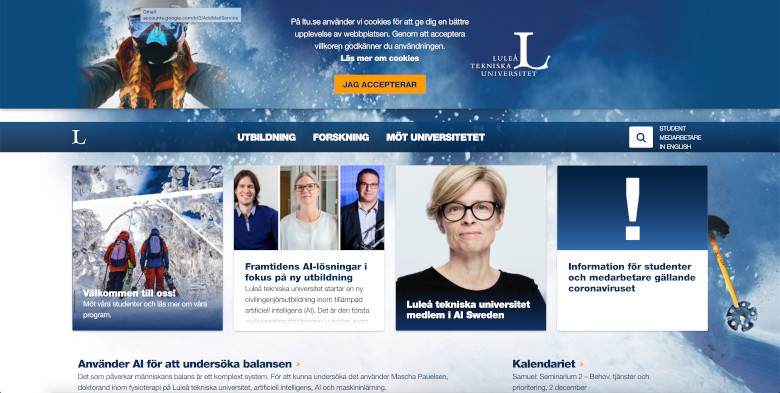 Gmail
accounts.google.com/b/0/AddMailService
På ltu.se använder vi cookies för att ge dig en bättre
upplevelse av webbplatsen. Genom att acceptera
villkoren godkänner du användningen.
Läs mer om cookies
JAG ACCEPTERAR
LULEÅ
TEKNISKA
UNIVERSITET
L
L
UTBILDNING
FORSKNING
MÖT UNIVERSITETET
STUDENT
MEDARBETARE
IN ENGLISH
Välkommen till oss!
Möt våra studenter och läs mer om våra
program.
Framtidens AI-lösningar i
fokus på ny utbildning
Luleå tekniska universitet startar en ny
civilingenjörsutbildning inom tillämpad
artificiell intelligens (AI). Det är den första
Luleå tekniska universitet
medlem i AI Sweden
!
Information för studenter
och medarbetare gällande
coronaviruset
Använder AI för att undersöka balansen »
Det som påverkar människans balans är ett komplext system. För att kunna undersöka det använder Mascha Pauelsen,
doktorand inom fysioterapi på Luleå tekniska universitet, artificiell intelligens, AI och maskininlärning.
Kalendariet »
Samuel: Seminarium 2 – Behov, tjänster och
prioritering, 2 december